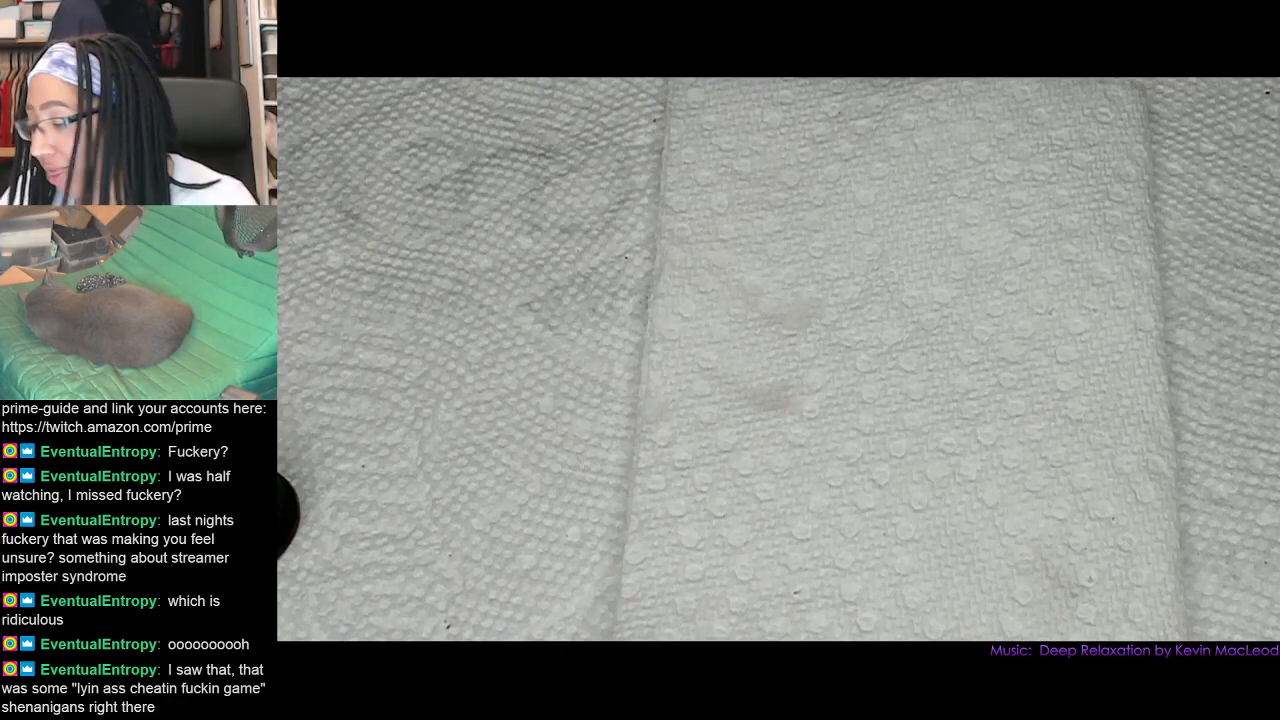 prime-guide and link your accounts here:
https://twitch.amazon.com/prime
EventualEntropy: Fuckery?
EventualEntropy: I was half
watching, I missed fuckery?
EventualEntropy: last nights
fuckery that was making you feel
unsure? something about streamer
imposter syndrome
EventualEntropy: which is
ridiculous
EventualEntropy: oooooooooh
EventualEntropy: I saw that, that
was some "lyin ass cheatin fuckin game"
shenanigans right there
Music: Deep Relaxation by Kevin MacLeod